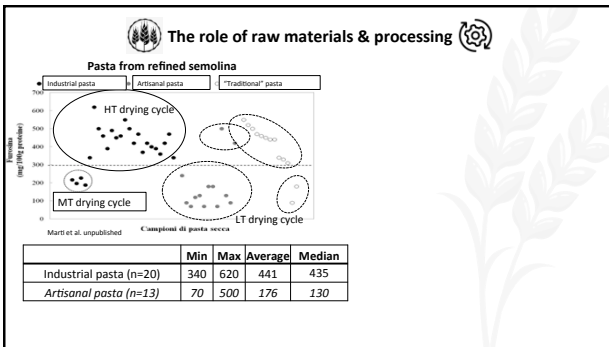 The role of raw materials & processing
Pasta from refined semolina
Industrial pasta
Artisanal pasta
"Traditional" pasta
700
600
500
400
300
200
100
0
Furosina
(mg/100g proteine)
HT drying cycle
MT drying cycle
LT drying cycle
Marti et al. unpublished
Campioni di pasta secca
Min Max Average Median
Industrial pasta (n=20) 340 620 441 435
Artisanal pasta (n=13) 70 500 176 130